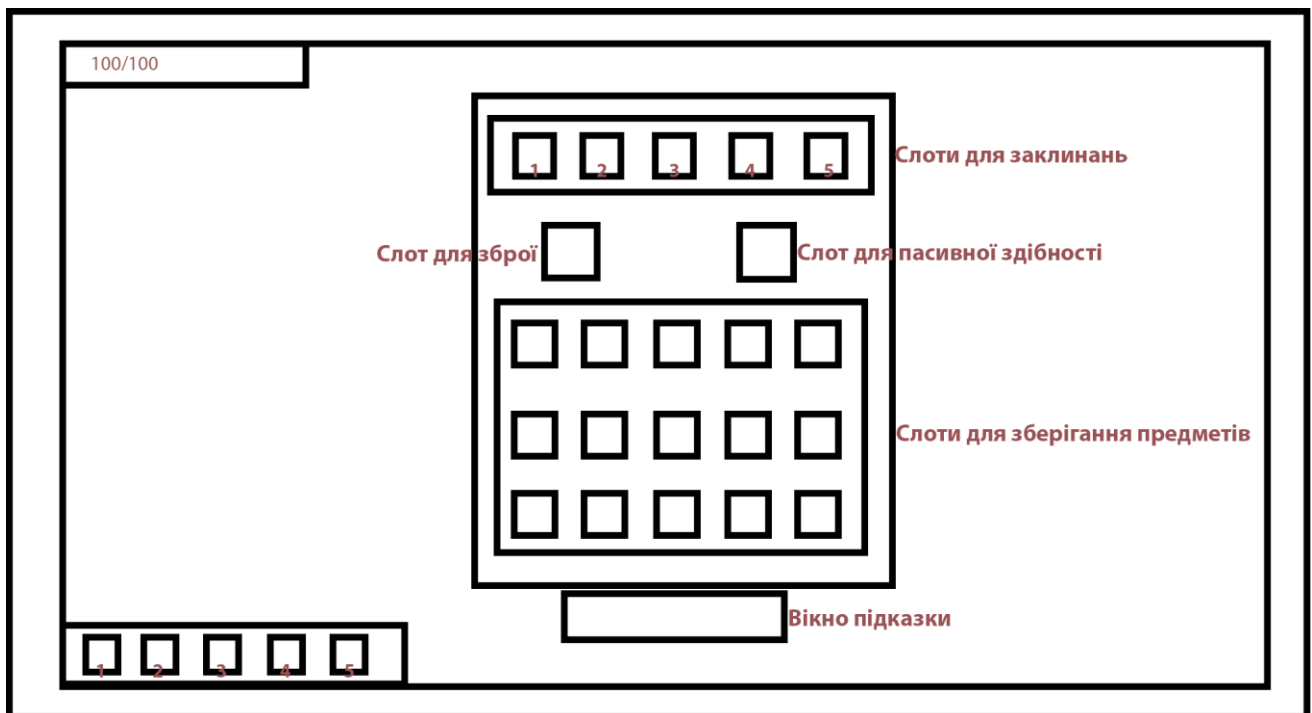 100/100
1 2 3 4 5
Слоти для заклинань
Слот для зброї
Слот для пасивної здібності
Слоти для зберігання предметів
Вікно підказки
1 2 3 4 5